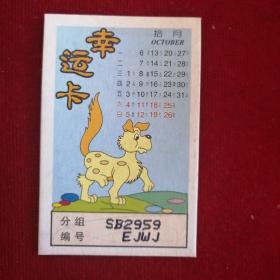 幸运卡
拾月
OCTOBER
一 6 13 20 27
二 7 14 21 28
三 1 8 15 22 29
四 2 9 16 23 30
五 3 10 17 24 31
六 4 11 18 25
日 5 12 19 26
分组 SB2959
编号 EJWJ